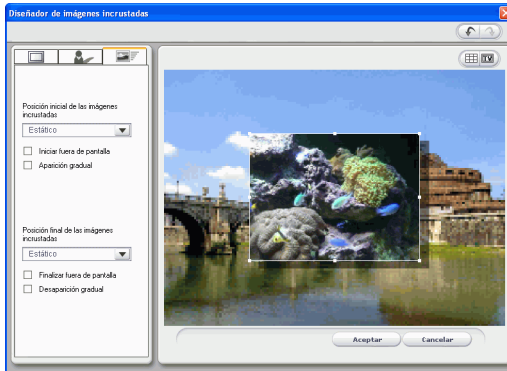 Diseñador de imágenes incrustadas
TV
Posición inicial de las imágenes
incrustadas
Estático
Iniciar fuera de pantalla
Aparición gradual
Posición final de las imágenes
incrustadas
Estático
Finalizar fuera de pantalla
Desaparición gradual
Aceptar
Cancelar